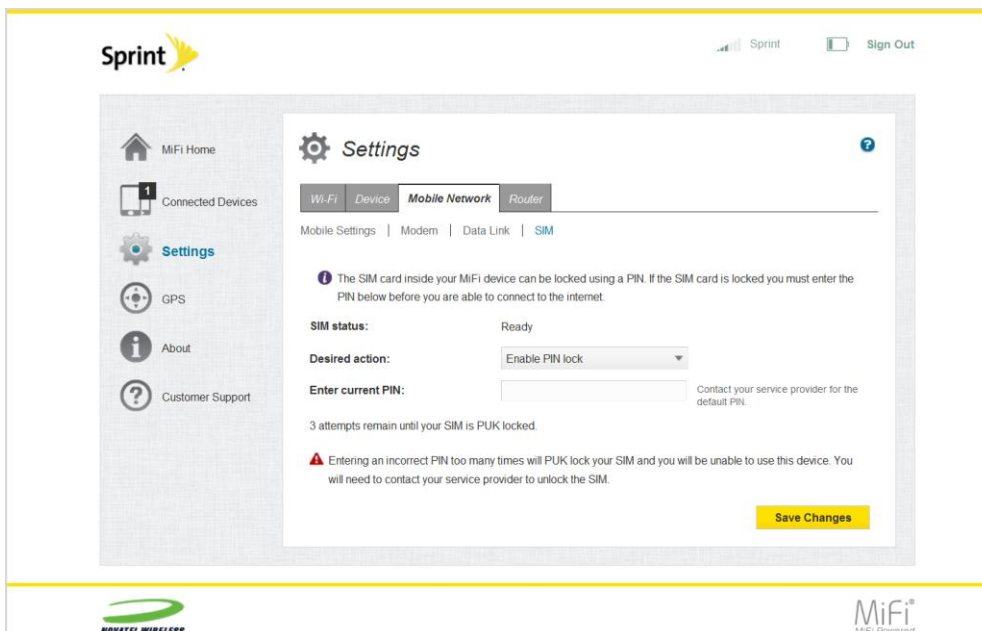 Sprint
Sprint
Sign Out
MiFi Home
1
Connected Devices
Settings
GPS
About
Customer Support
Settings
?
Wi-Fi
Device
Mobile Network
Router
Mobile Settings | Modem | Data Link | SIM
The SIM card inside your MiFi device can be locked using a PIN. If the SIM card is locked you must enter the
PIN below before you are able to connect to the internet.
SIM status:
Ready
Desired action:
Enable PIN lock
Enter current PIN:
Contact your service provider for the
default PIN.
3 attempts remain until your SIM is PUK locked.
Entering an incorrect PIN too many times will PUK lock your SIM and you will be unable to use this device. You
will need to contact your service provider to unlock the SIM.
Save Changes
NOVATEL WIRELESS
MiFi®
MiFi Powered